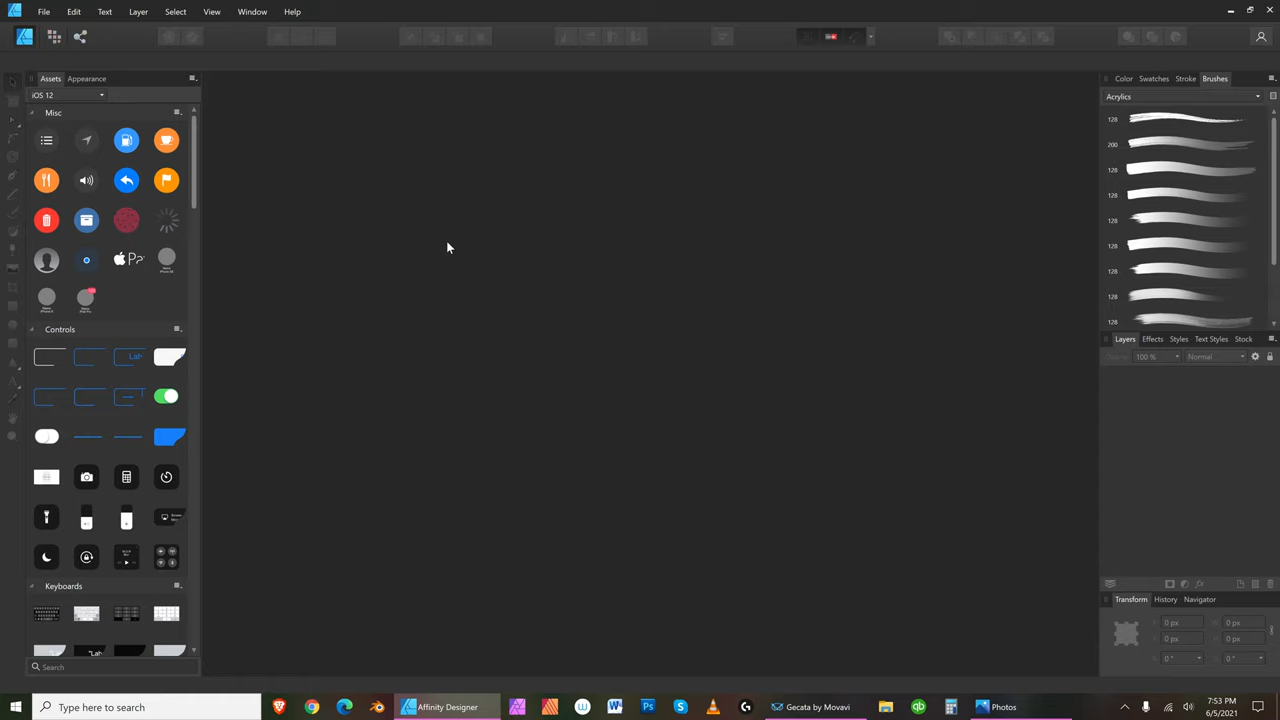 File Edit Text Layer Select View Window Help
Assets Appearance
iOS 12
Misc
Controls
Keyboards
Search
Color Swatches Stroke Brushes
Acrylics
128
200
128
128
128
128
128
128
128
Layers Effects Styles Text Styles Stock
100 % Normal
Transform History Navigator
0 px
0 px
0 px
0 px
0 °
0 °
Type here to search
Affinity Designer
Gecata by Movavi
Photos
7:53 PM
6/5/2021